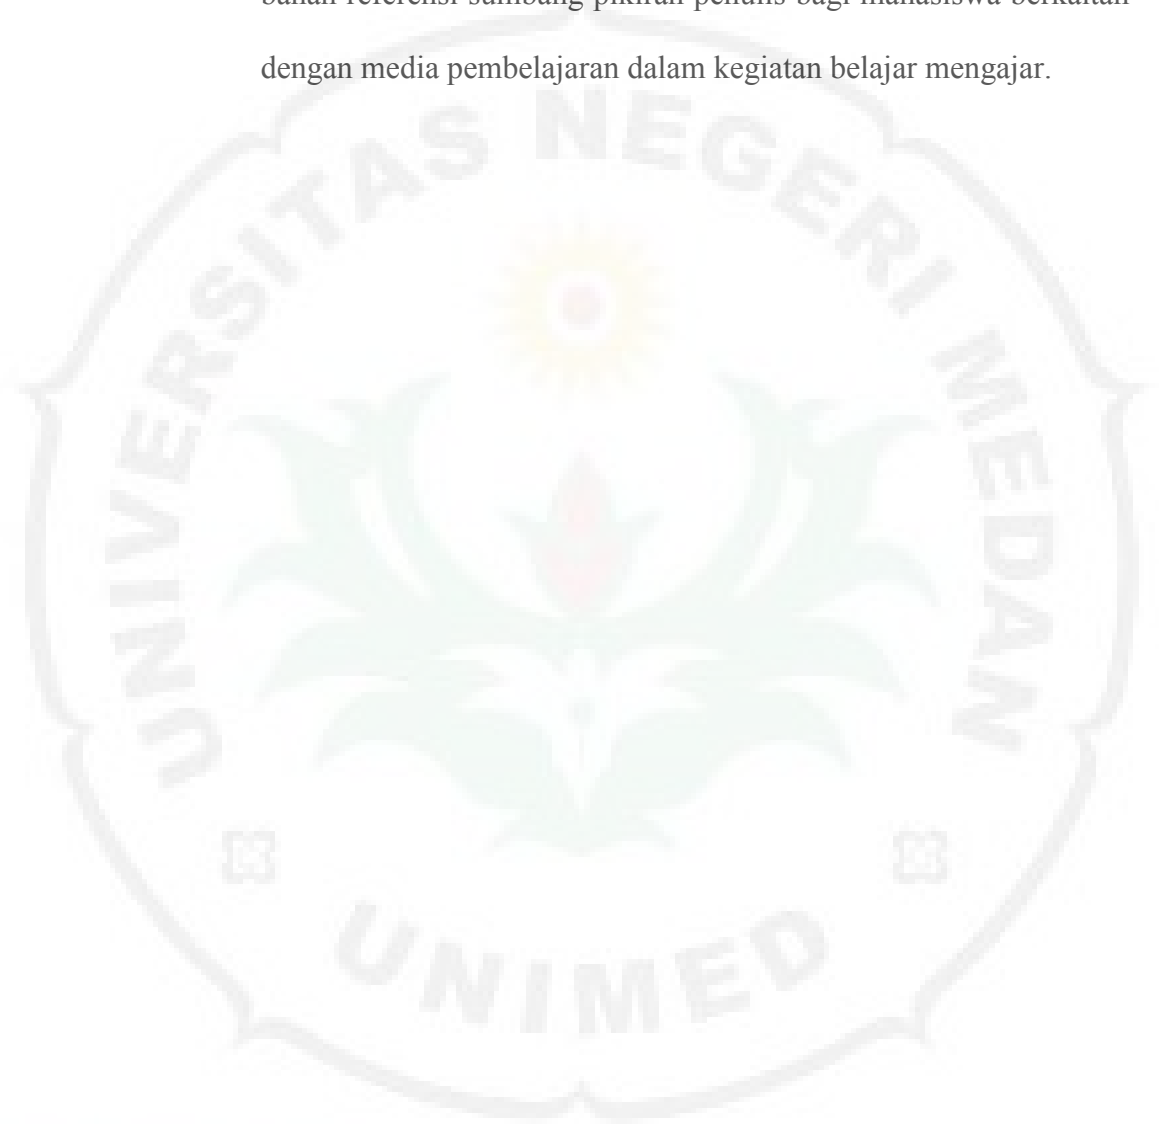 bahan referensi sumbang pikiran penulis bagi mahasiswa berkaitan
dengan media pembelajaran dalam kegiatan belajar mengajar.
UNIVERSITAS NEGERI MEDAN
UNIMED